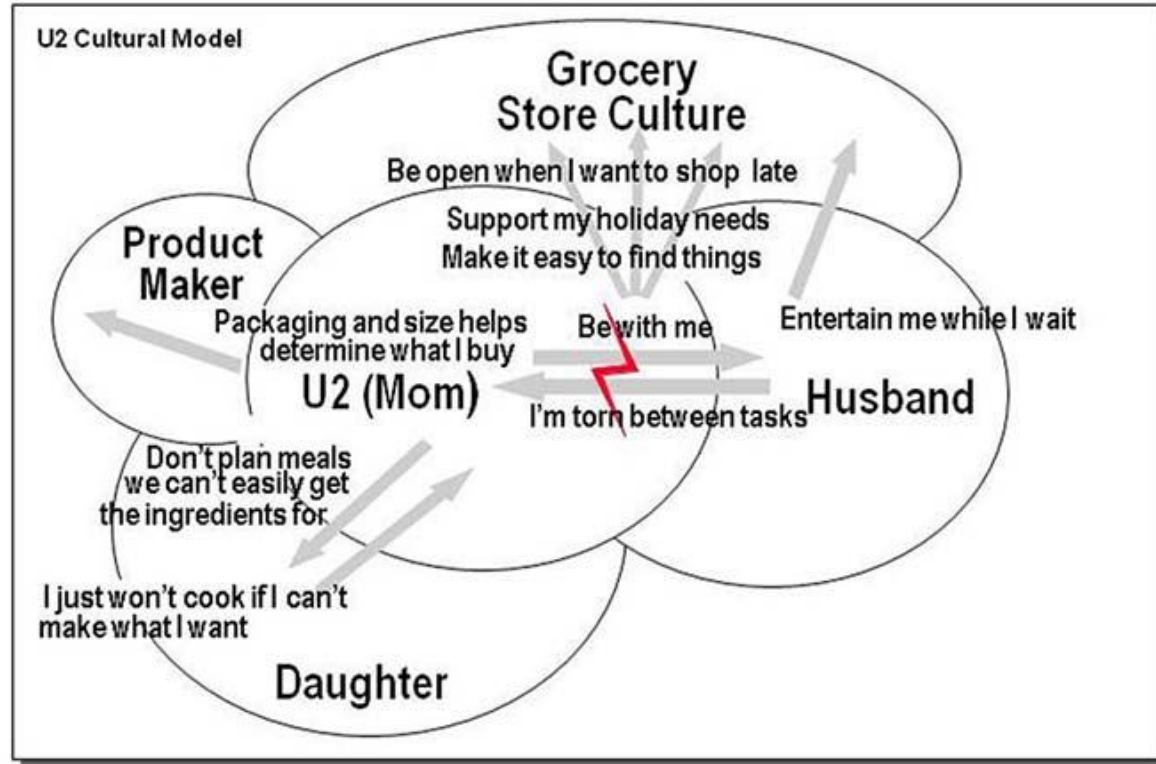 U2 Cultural Model
Grocery
Store Culture
Be open when I want to shop late
Support my holiday needs
Make it easy to find things
Product
Maker
Packaging and size helps
determine what I buy
Be with me
Entertain me while I wait
U2 (Mom)
I'm torn between tasks
Husband
Don't plan meals
we can't easily get
the ingredients for
I just won't cook if I can't
make what I want
Daughter